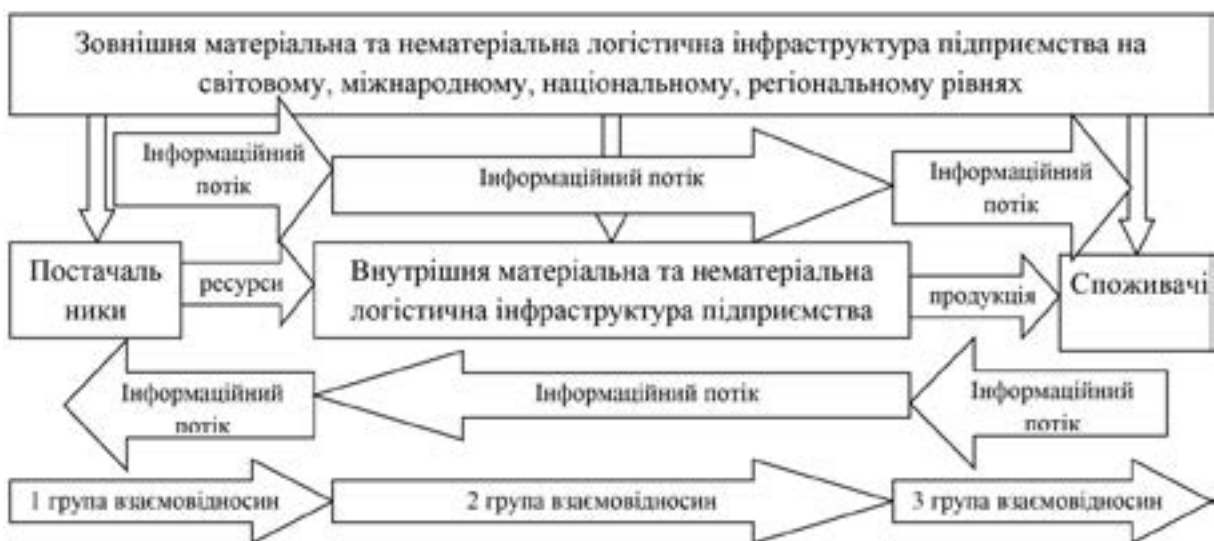 Зовнішня матеріальна та нематеріальна логістична інфраструктура підприємства на
світовому, міжнародному, національному, регіональному рівнях
Інформаційний
потік
Інформаційний потік
Інформаційний
потік
Постачаль
ники
ресурси
Внутрішня матеріальна та нематеріальна
логістична інфраструктура підприємства
продукція
Споживачі
Інформаційний
потік
Інформаційний потік
Інформаційний
потік
1 група взаємовідносин
2 група взаємовідносин
3 група взаємовідносин